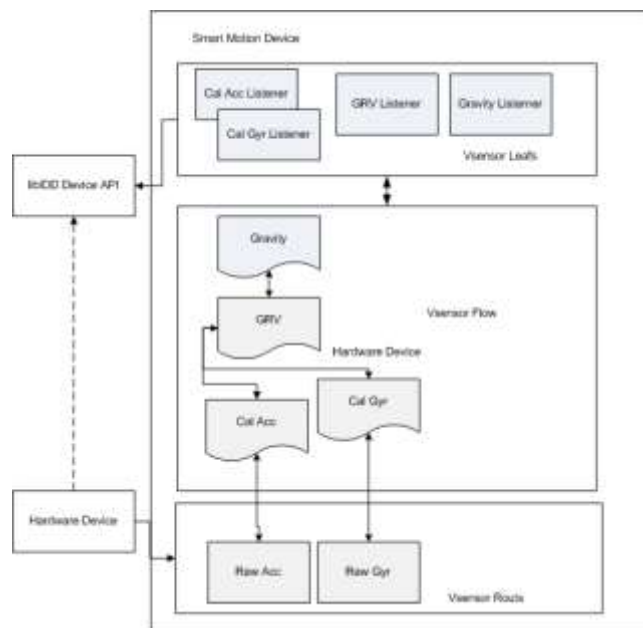 Smart Motion Device
Cal Acc Listener
Cal Gyr Listener
GRV Listener
Gravity Listener
Vsensor Leafs
libIDD Device API
Gravity
GRV
Vsensor Flow
Hardware Device
Cal Acc
Cal Gyr
Hardware Device
Raw Acc
Raw Gyr
Vsensor